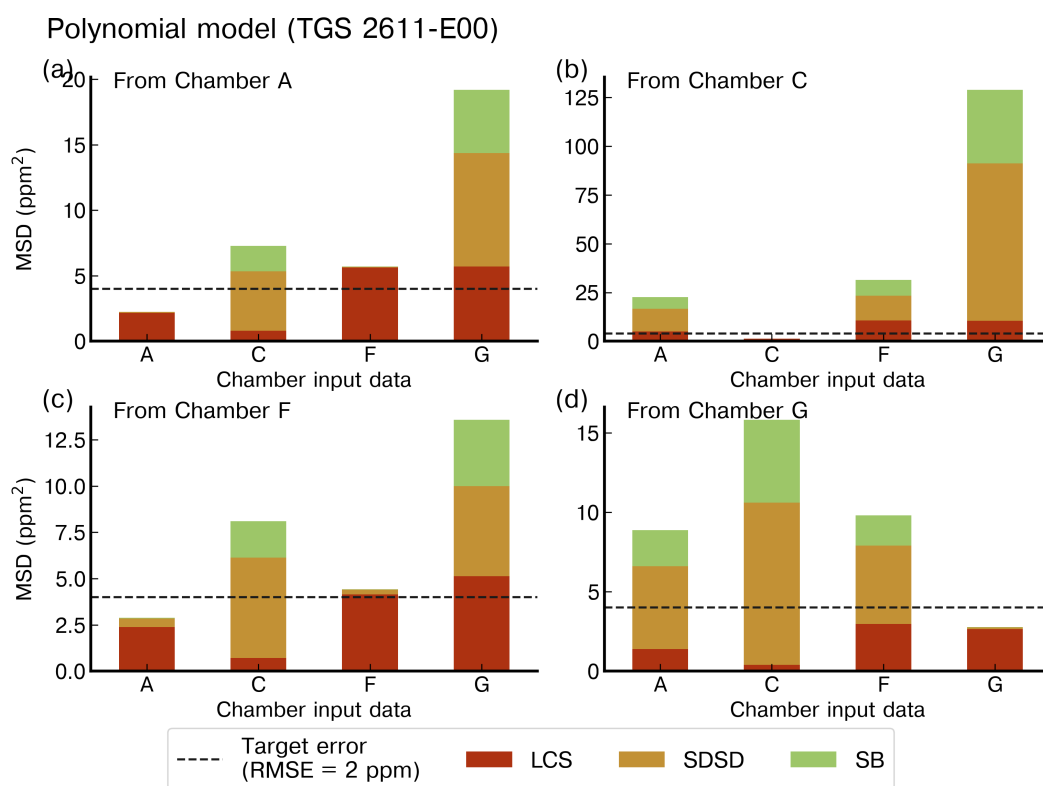 Polynomial model (TGS 2611-E00)
(a)
From Chamber A
MSD (ppm²)
20
15
10
5
0
A C F G
Chamber input data
(b)
From Chamber C
125
100
75
50
25
0
A C F G
Chamber input data
(c)
From Chamber F
MSD (ppm²)
12.5
10.0
7.5
5.0
2.5
0.0
A C F G
Chamber input data
(d)
From Chamber G
15
10
5
0
A C F G
Chamber input data
Target error
(RMSE = 2 ppm)
LCS
SDSD
SB